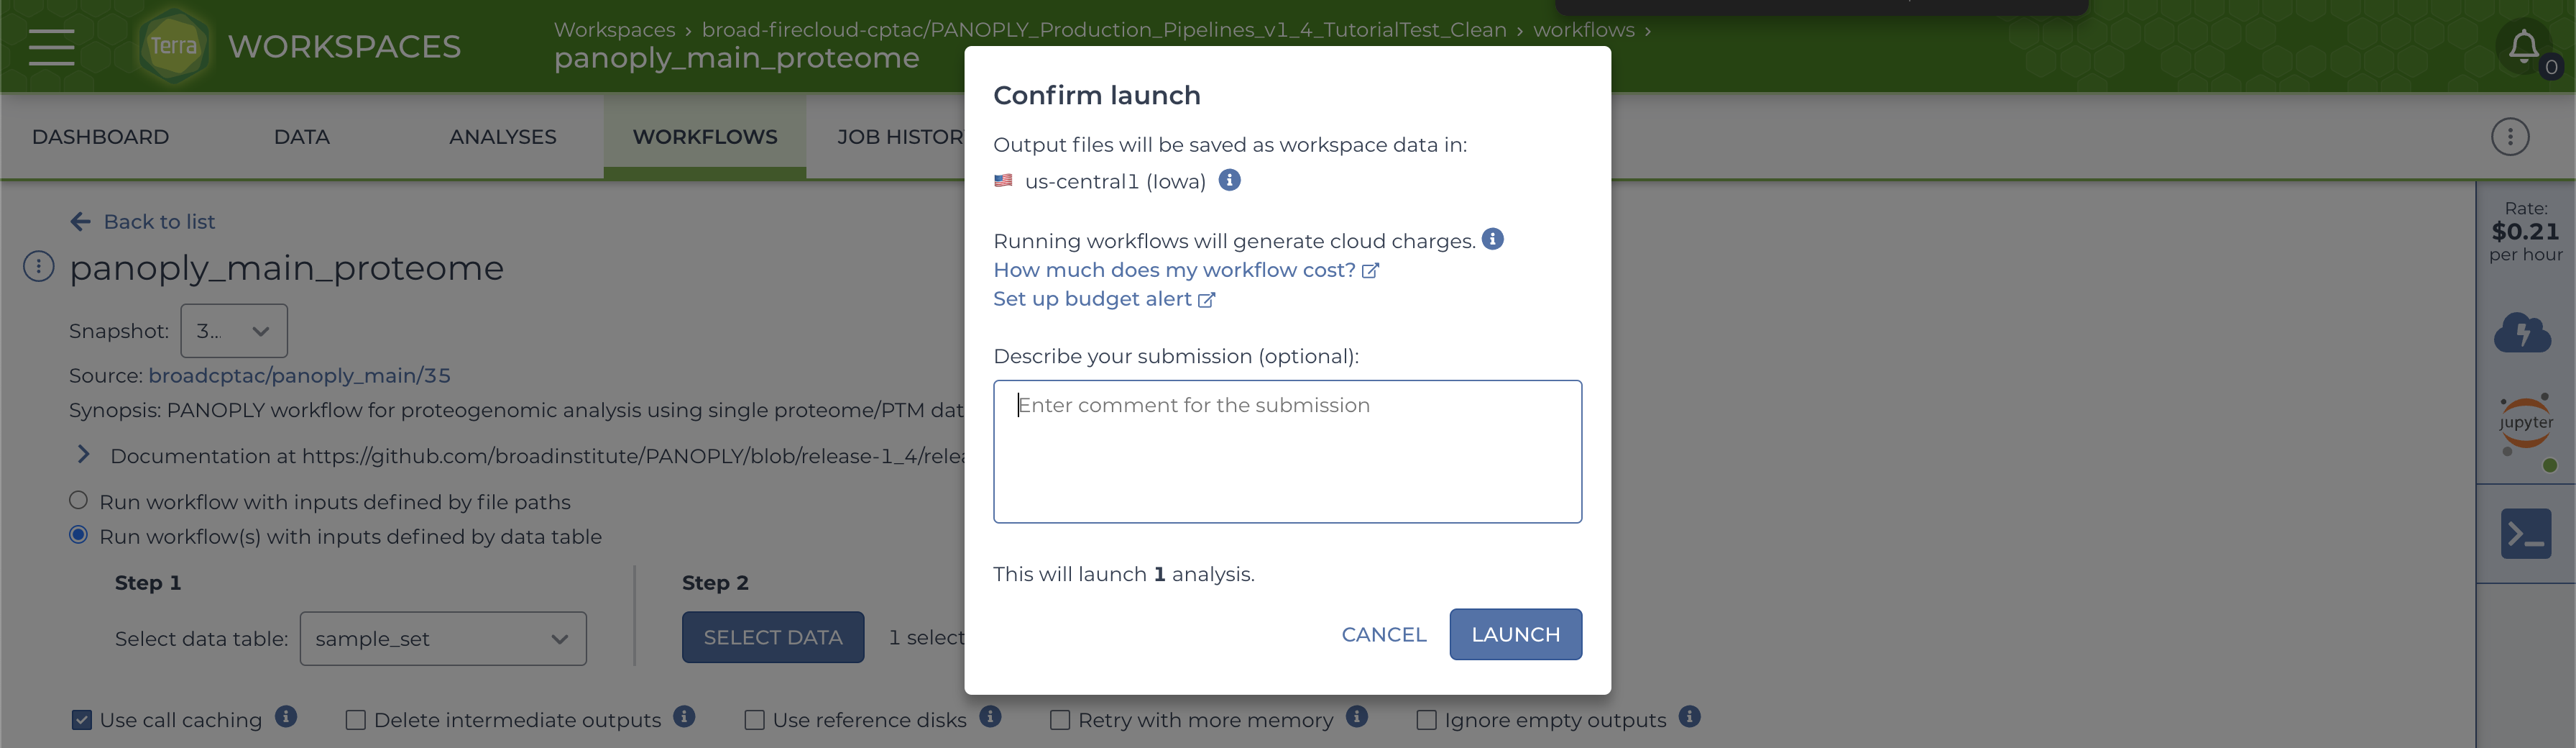 Terra
WORKSPACES
Workspaces › broad-firecloud-cptac/PANOPLY_Production_Pipelines_v1_4_TutorialTest_Clean › workflows ›
panoply_main_proteome
0
DASHBOARD
DATA
ANALYSES
WORKFLOWS
JOB HISTOR
Back to list
panoply_main_proteome
Snapshot: 3..
Source: broadcptac/panoply_main/35
Synopsis: PANOPLY workflow for proteogenomic analysis using single proteome/PTM dat
Documentation at https://github.com/broadinstitute/PANOPLY/blob/release-1_4/relea
Run workflow with inputs defined by file paths
Run workflow(s) with inputs defined by data table
Step 1
Select data table: sample_set
Step 2
SELECT DATA
1 select
Use call caching
Delete intermediate outputs
Use reference disks
Retry with more memory
Ignore empty outputs
Confirm launch
Output files will be saved as workspace data in:
us-central1 (Iowa)
Running workflows will generate cloud charges.
How much does my workflow cost?
Set up budget alert
Describe your submission (optional):
Enter comment for the submission
This will launch 1 analysis.
CANCEL
LAUNCH
Rate:
$0.21
per hour
jupyter